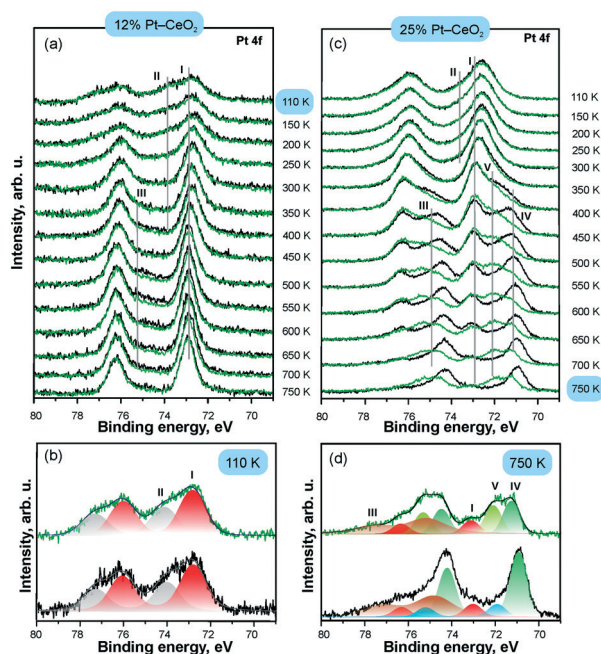 12% Pt–CeO₂
(a)
Pt 4f
II
I
III
110 K
150 K
200 K
250 K
300 K
350 K
400 K
450 K
500 K
550 K
600 K
650 K
700 K
750 K
Intensity, arb. u.
80 78 76 74 72 70
Binding energy, eV
25% Pt–CeO₂
(c)
Pt 4f
I
II
V
III
IV
110 K
150 K
200 K
250 K
300 K
350 K
400 K
450 K
500 K
550 K
600 K
650 K
700 K
750 K
80 78 76 74 72 70
Binding energy, eV
(b)
110 K
I
II
Intensity, arb. u.
80 78 76 74 72 70
Binding energy, eV
(d)
750 K
III
I
V
IV
Intensity, arb. u.
80 78 76 74 72 70
Binding energy, eV